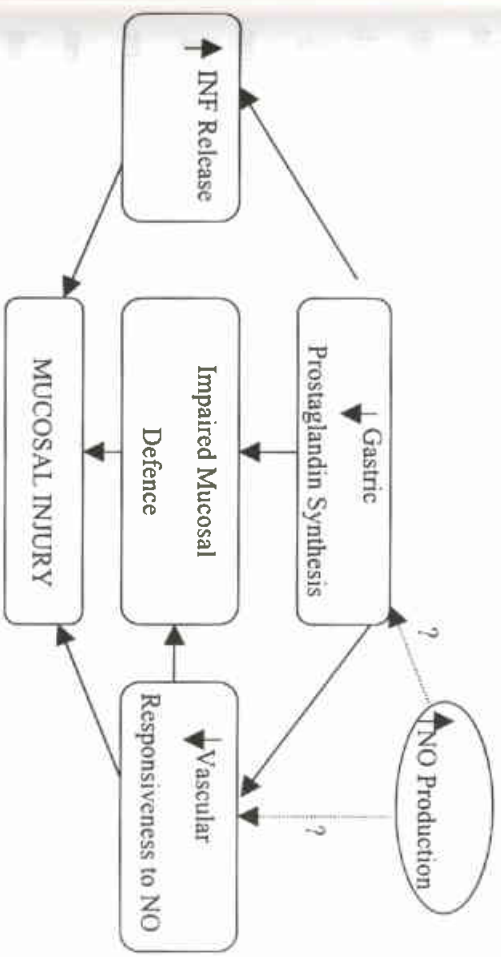 NO Production
?
?
Gastric
Prostaglandin Synthesis
INF Release
Impaired Mucosal
Defence
Vascular
Responsiveness to NO
MUCOSAL INJURY